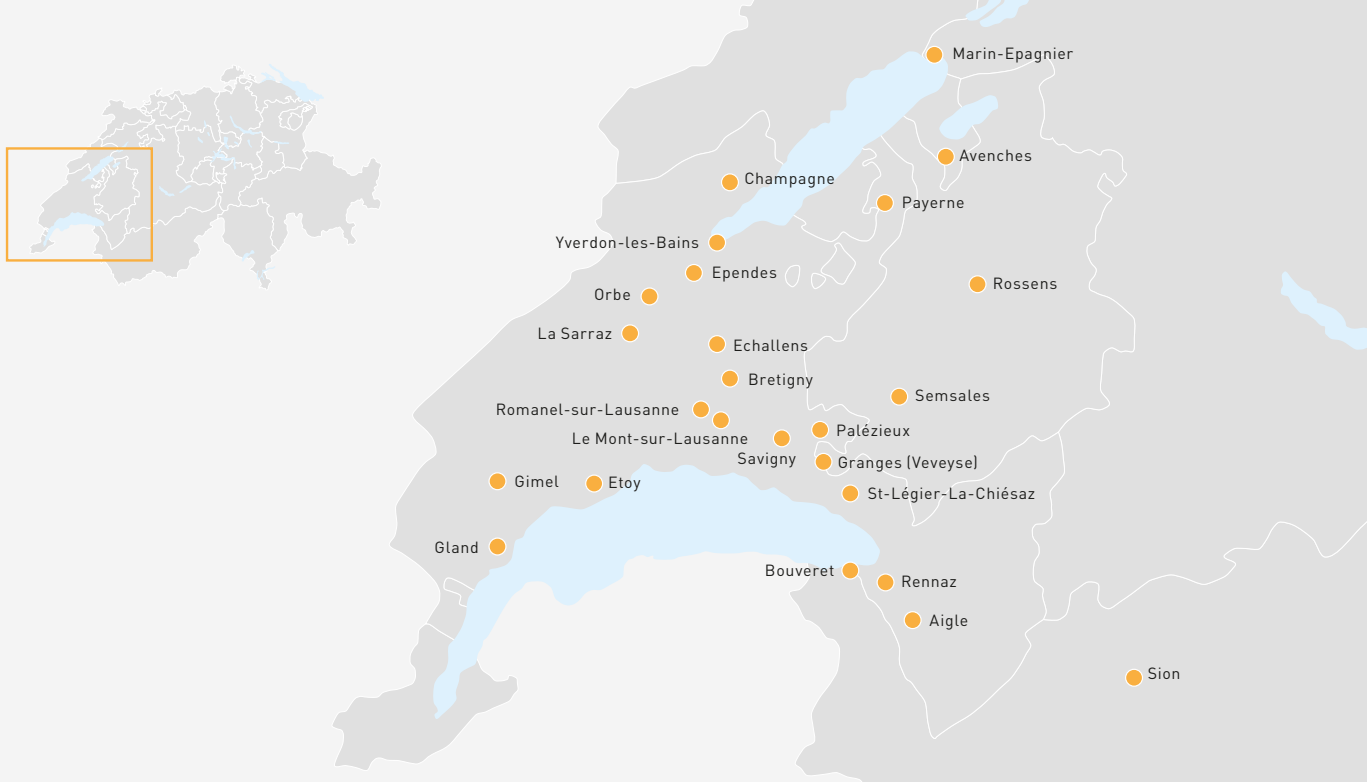 Marin-Epagnier
Avenches
Champagne
Payerne
Yverdon-les-Bains
Ependes
Rossens
Orbe
La Sarraz
Echallens
Bretigny
Semsales
Romanel-sur-Lausanne
Palézieux
Le Mont-sur-Lausanne
Savigny
Granges (Veveyse)
Gimel
Etoy
St-Légier-La-Chiésaz
Gland
Bouveret
Rennaz
Aigle
Sion